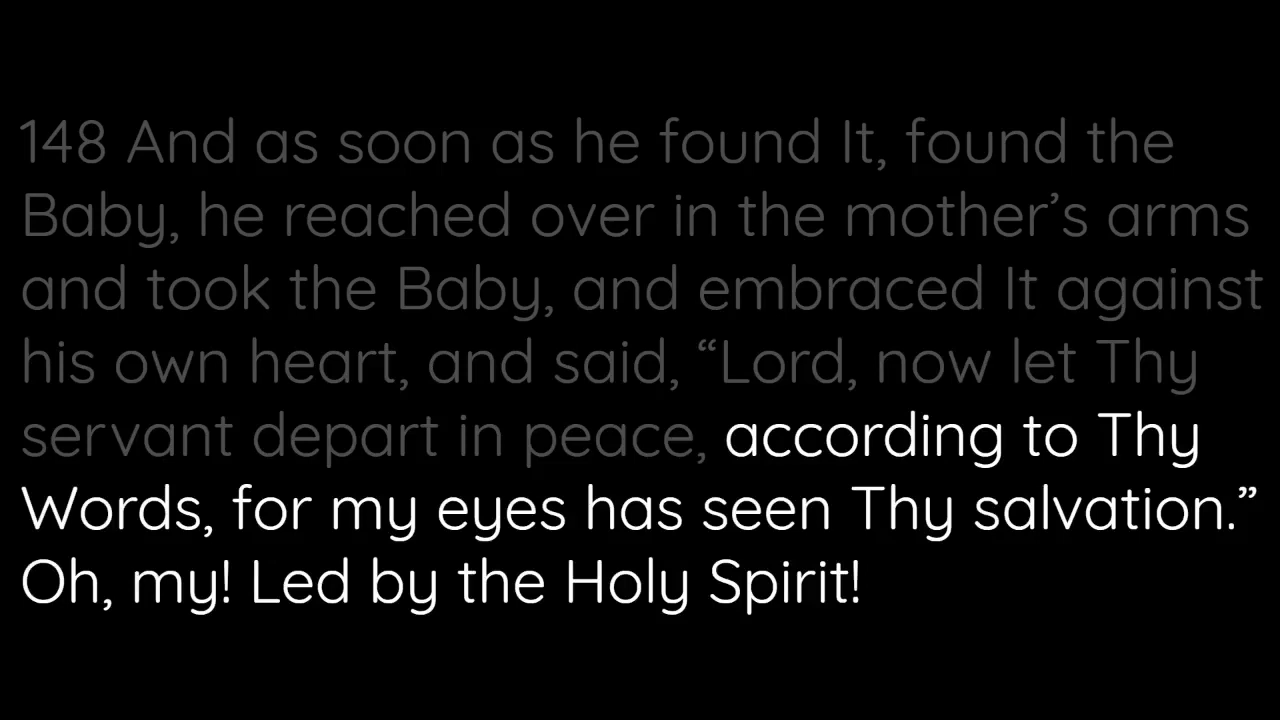 148 And as soon as he found It, found the
Baby, he reached over in the mother’s arms
and took the Baby, and embraced It against
his own heart, and said, “Lord, now let Thy
servant depart in peace, according to Thy
Words, for my eyes has seen Thy salvation.”
Oh, my! Led by the Holy Spirit!